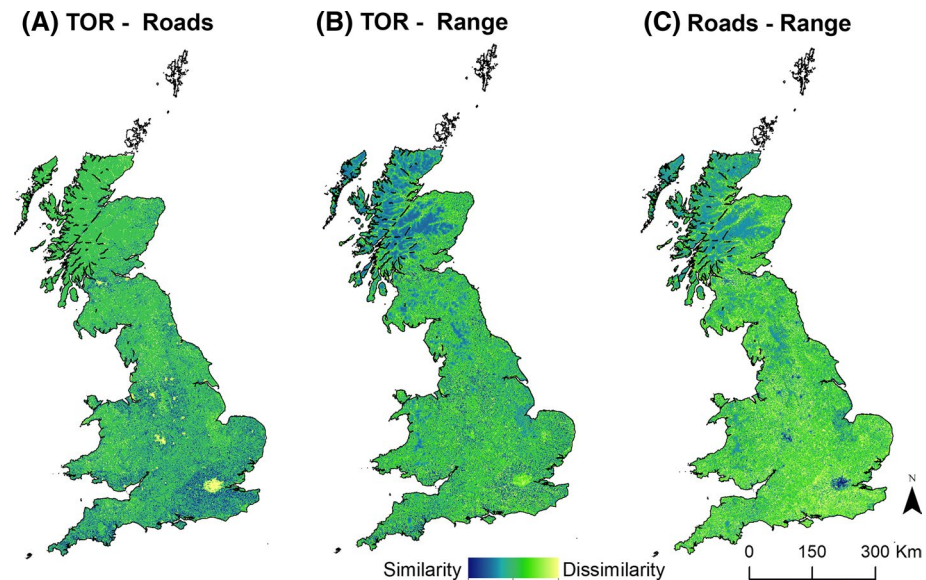 (A) TOR - Roads
(B) TOR - Range
(C) Roads - Range
N
Similarity
Dissimilarity
0 150 300 Km